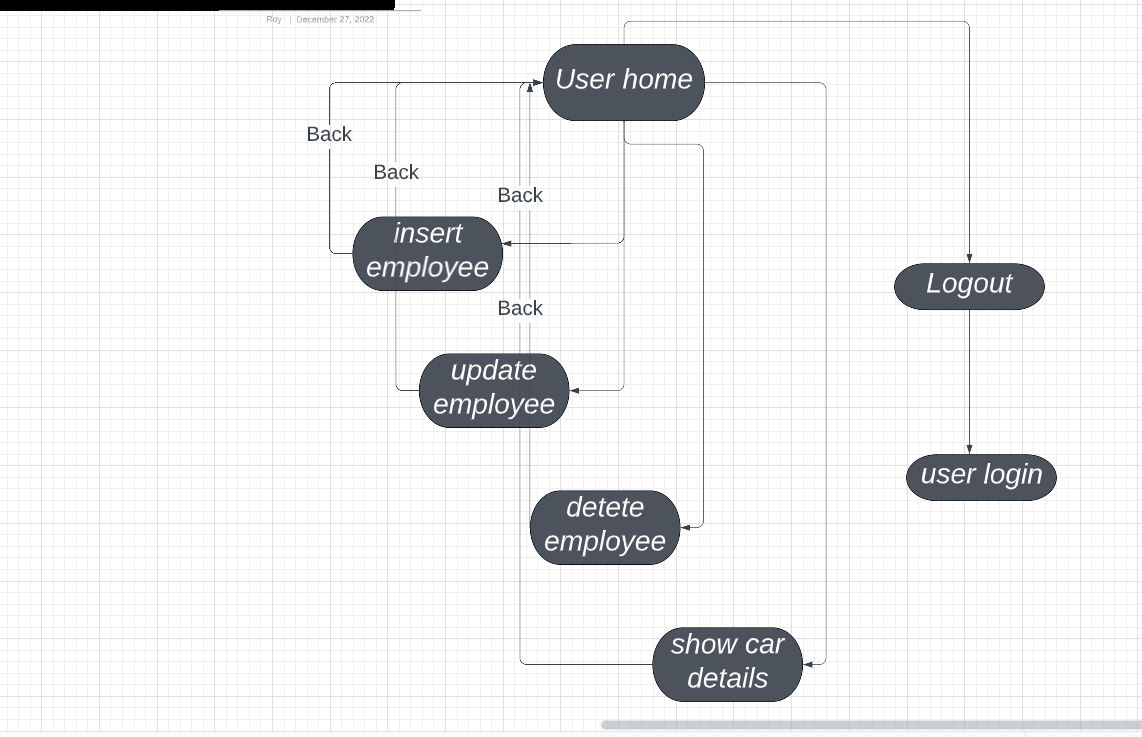 Roy | December 27, 2022
User home
Back
Back
Back
insert
employee
Logout
Back
update
employee
user login
detete
employee
show car
details